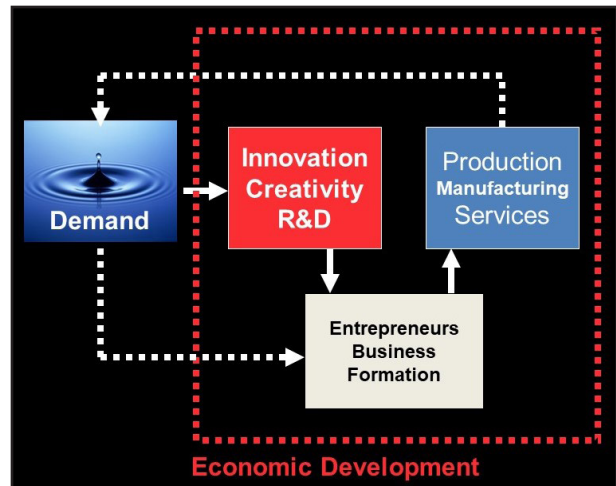 Demand
Innovation
Creativity
R&D
Production
Manufacturing
Services
Entrepreneurs
Business
Formation
Economic Development